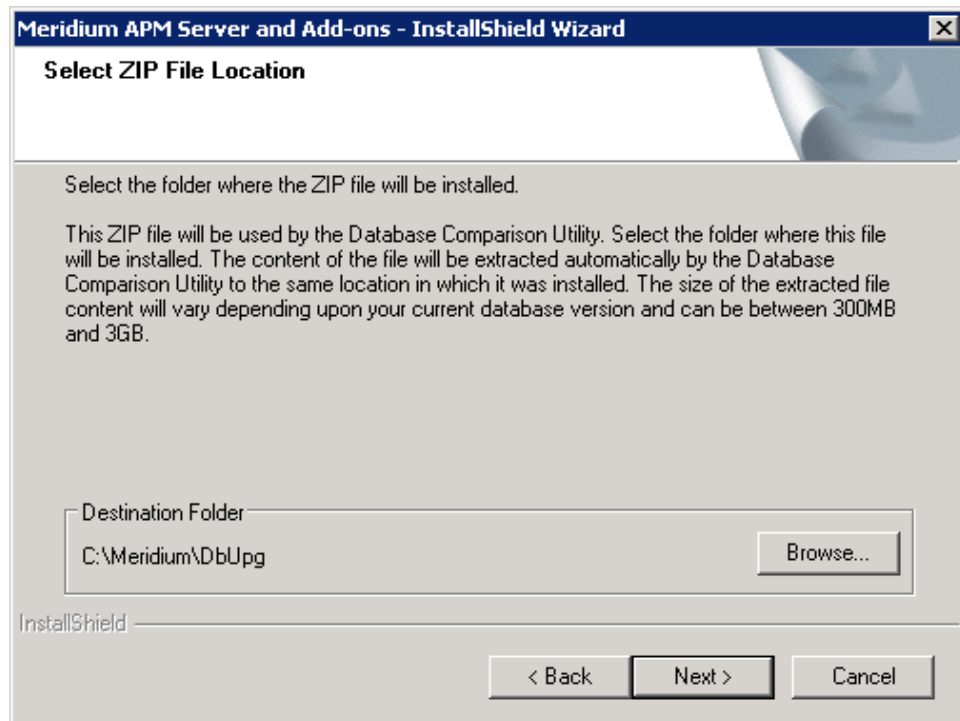 Meridium APM Server and Add-ons - InstallShield Wizard
Select ZIP File Location
Select the folder where the ZIP file will be installed.
This ZIP file will be used by the Database Comparison Utility. Select the folder where this file
will be installed. The content of the file will be extracted automatically by the Database
Comparison Utility to the same location in which it was installed. The size of the extracted file
content will vary depending upon your current database version and can be between 300MB
and 3GB.
Destination Folder
C:\Meridium\DbUpg
Browse...
InstallShield
< Back
Next >
Cancel